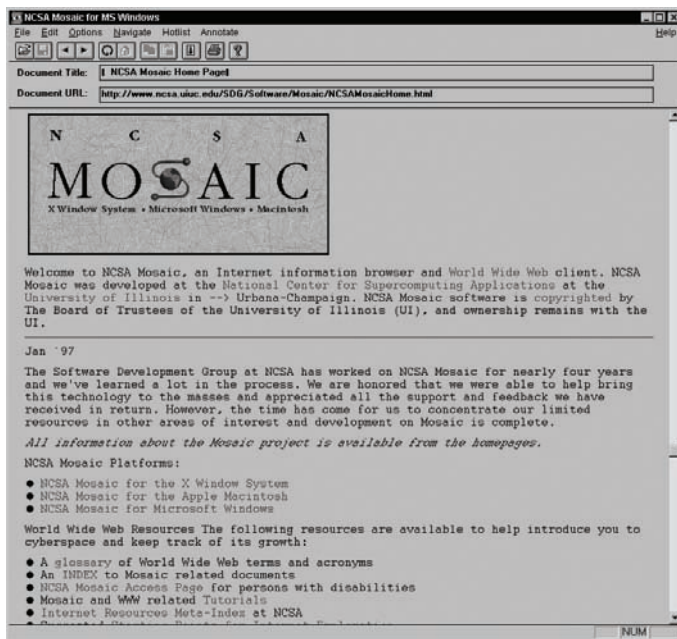 NCSA Mosaic for MS Windows
File Edit Options Navigate Hotlist Annotate Help
Document Title: NCSA Mosaic Home Page
Document URL: http://www.ncsa.uiuc.edu/SDG/Software/Mosaic/NCSAMosaicHome.html
N C S A
MOSAIC
X Window System • Microsoft Windows • Macintosh
Welcome to NCSA Mosaic, an Internet information browser and World Wide Web client. NCSA
Mosaic was developed at the National Center for Supercomputing Applications at the
University of Illinois in --> Urbana-Champaign. NCSA Mosaic software is copyrighted by
The Board of Trustees of the University of Illinois (UI), and ownership remains with the
UI.
Jan `97
The Software Development Group at NCSA has worked on NCSA Mosaic for nearly four years
and we've learned a lot in the process. We are honored that we were able to help bring
this technology to the masses and appreciated all the support and feedback we have
received in return. However, the time has come for us to concentrate our limited
resources in other areas of interest and development on Mosaic is complete.
All information about the Mosaic project is available from the homepages.
NCSA Mosaic Platforms:
● NCSA Mosaic for the X Window System
● NCSA Mosaic for the Apple Macintosh
● NCSA Mosaic for Microsoft Windows
World Wide Web Resources The following resources are available to help introduce you to
cyberspace and keep track of its growth:
● A glossary of World Wide Web terms and acronyms
● An INDEX to Mosaic related documents
● NCSA Mosaic Access Page for persons with disabilities
● Mosaic and WWW related Tutorials
● Internet Resources Meta-Index at NCSA
NUM